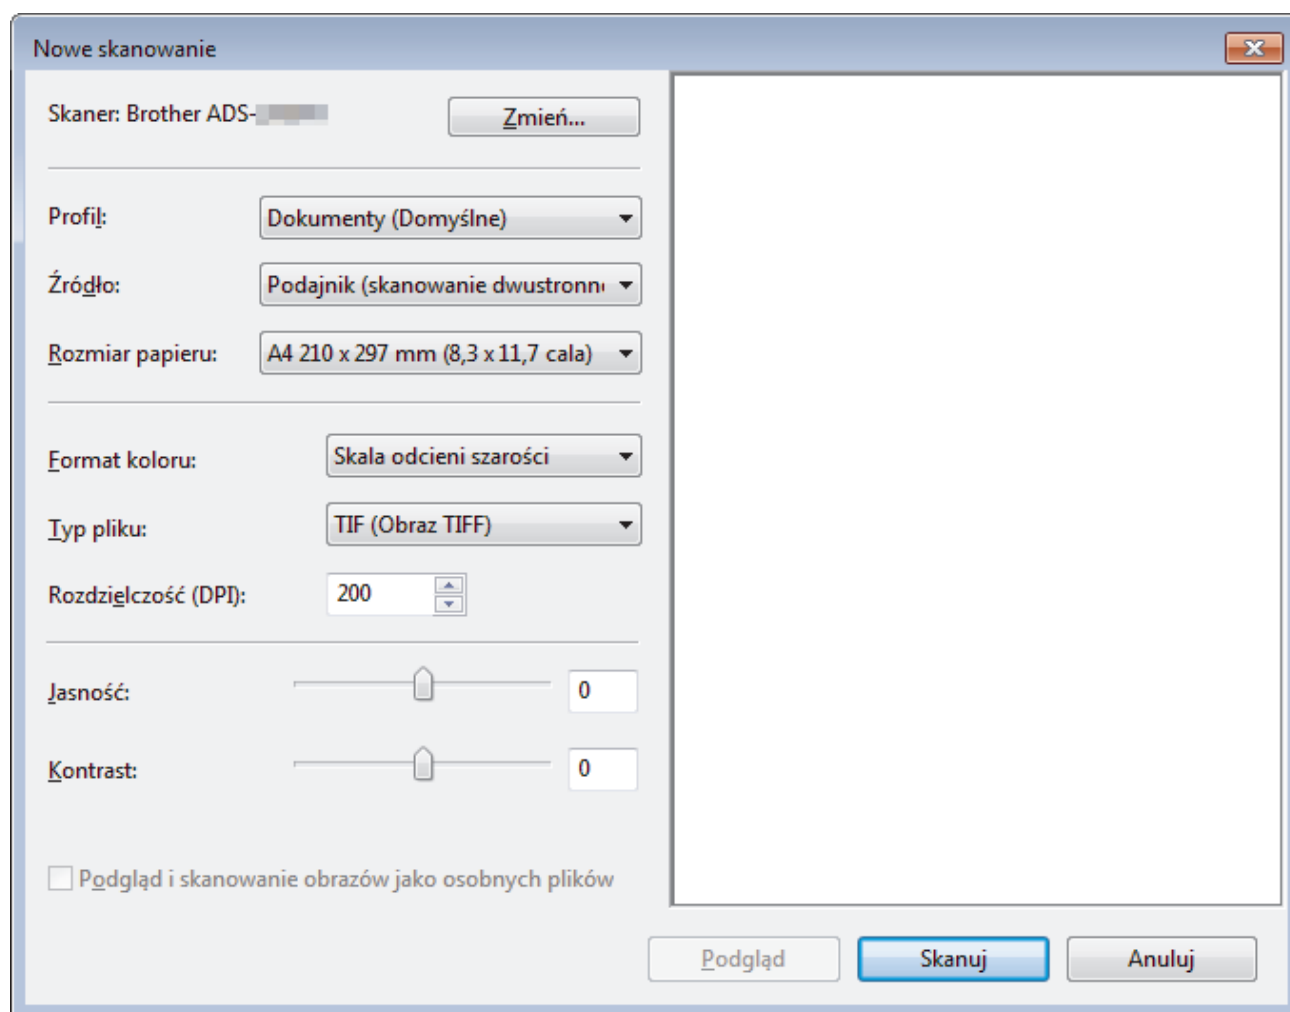 Nowe skanowanie
Skaner: Brother ADS-
Zmień...
Profil: Dokumenty (Domyślne)
Źródło: Podajnik (skanowanie dwustronn
Rozmiar papieru: A4 210 x 297 mm (8,3 x 11,7 cala)
Format koloru: Skala odcieni szarości
Typ pliku: TIF (Obraz TIFF)
Rozdzielczość (DPI): 200
Jasność: 0
Kontrast: 0
Podgląd i skanowanie obrazów jako osobnych plików
Podgląd Skanuj Anuluj